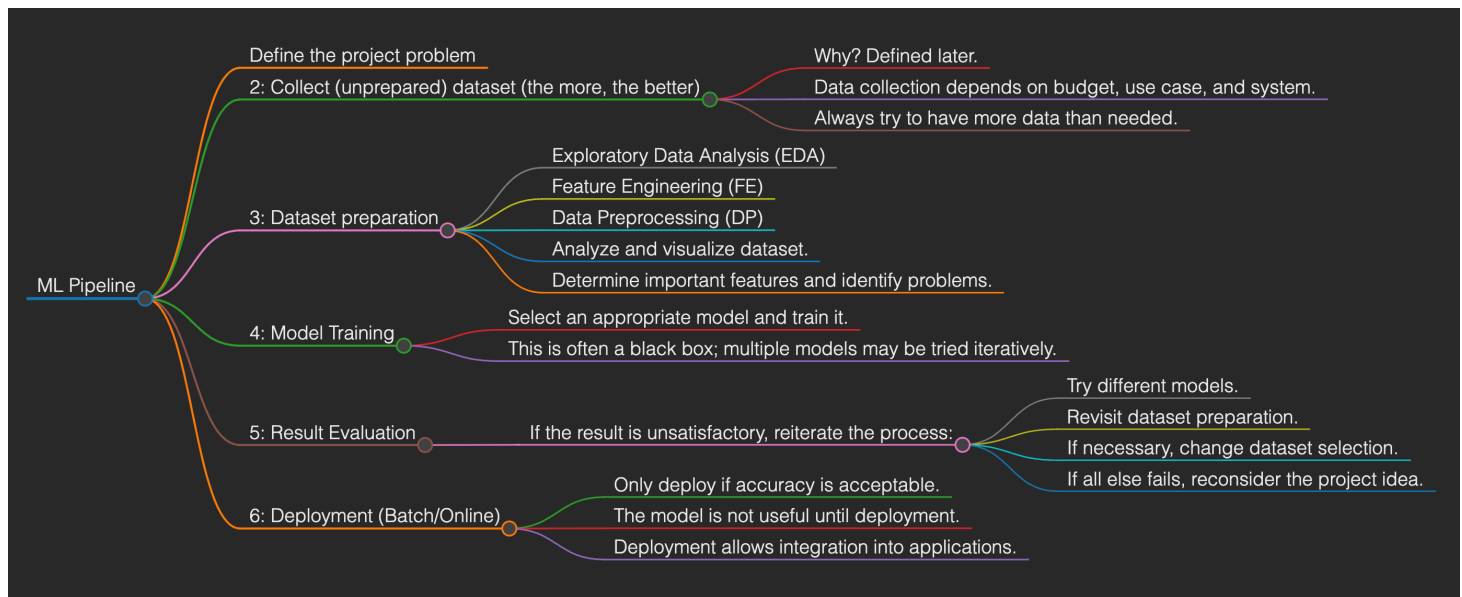 ML Pipeline
Define the project problem
2: Collect (unprepared) dataset (the more, the better)
Why? Defined later.
Data collection depends on budget, use case, and system.
Always try to have more data than needed.
3: Dataset preparation
Exploratory Data Analysis (EDA)
Feature Engineering (FE)
Data Preprocessing (DP)
Analyze and visualize dataset.
Determine important features and identify problems.
4: Model Training
Select an appropriate model and train it.
This is often a black box; multiple models may be tried iteratively.
5: Result Evaluation
If the result is unsatisfactory, reiterate the process:
Try different models.
Revisit dataset preparation.
If necessary, change dataset selection.
If all else fails, reconsider the project idea.
6: Deployment (Batch/Online)
Only deploy if accuracy is acceptable.
The model is not useful until deployment.
Deployment allows integration into applications.